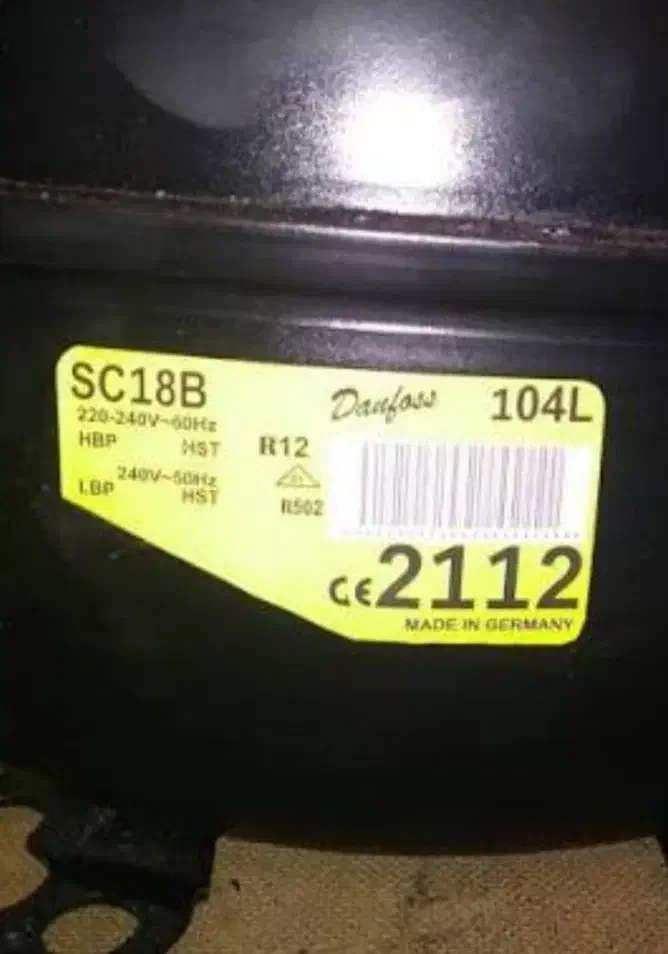 SC18B Danfoss 104L
220-240V~60Hz
HBP HST R12
240V~50Hz
LBP HST R502
CE 2112
MADE IN GERMANY